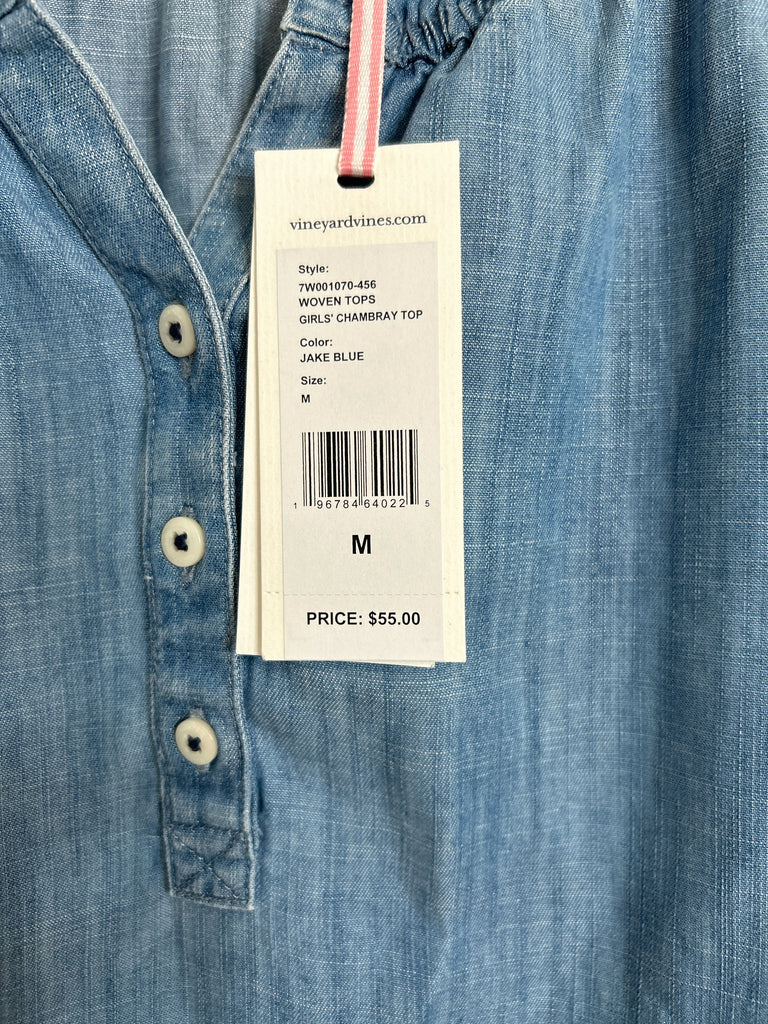 vineyardvines.com
Style:
7W001070-456
WOVEN TOPS
GIRLS' CHAMBRAY TOP
Color:
JAKE BLUE
Size:
M
1 96784 64022 5
M
PRICE: $55.00